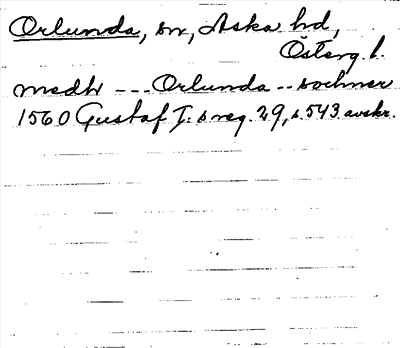 Orlunda, sn, Aska hd,
Österg. l.
medh --- Orlunda -- sochner
1560 Gustaf I:s reg. 29, s. 543 avskr.